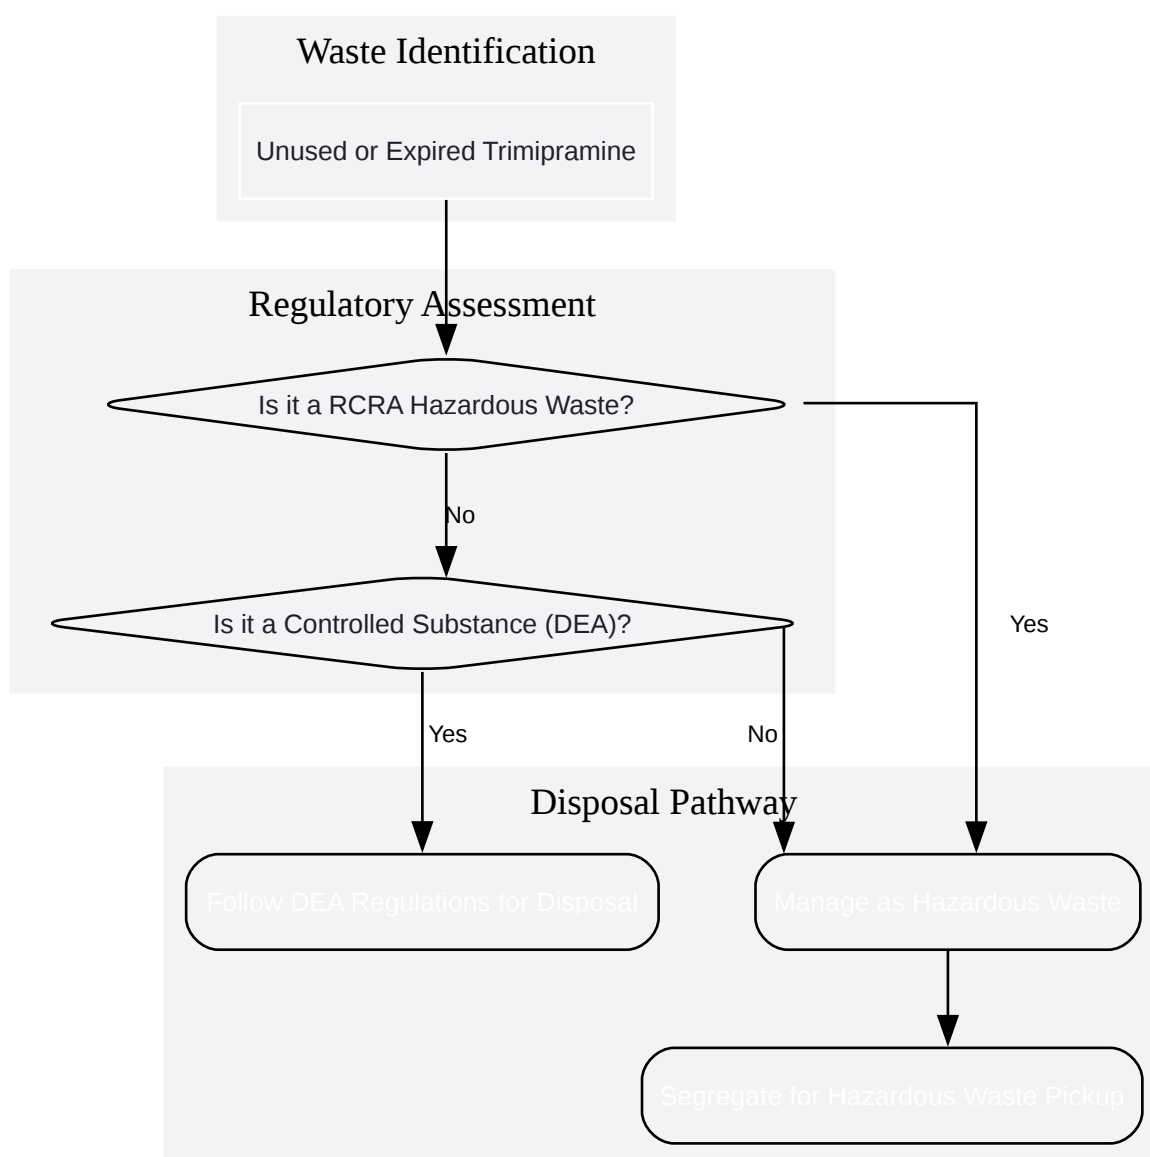 Waste Identification
Unused or Expired Trimipramine
Regulatory Assessment
Is it a RCRA Hazardous Waste?
No
Is it a Controlled Substance (DEA)?
Yes
Yes
No
Disposal Pathway
Follow DEA Regulations for Disposal
Manage as Hazardous Waste
Segregate for Hazardous Waste Pickup